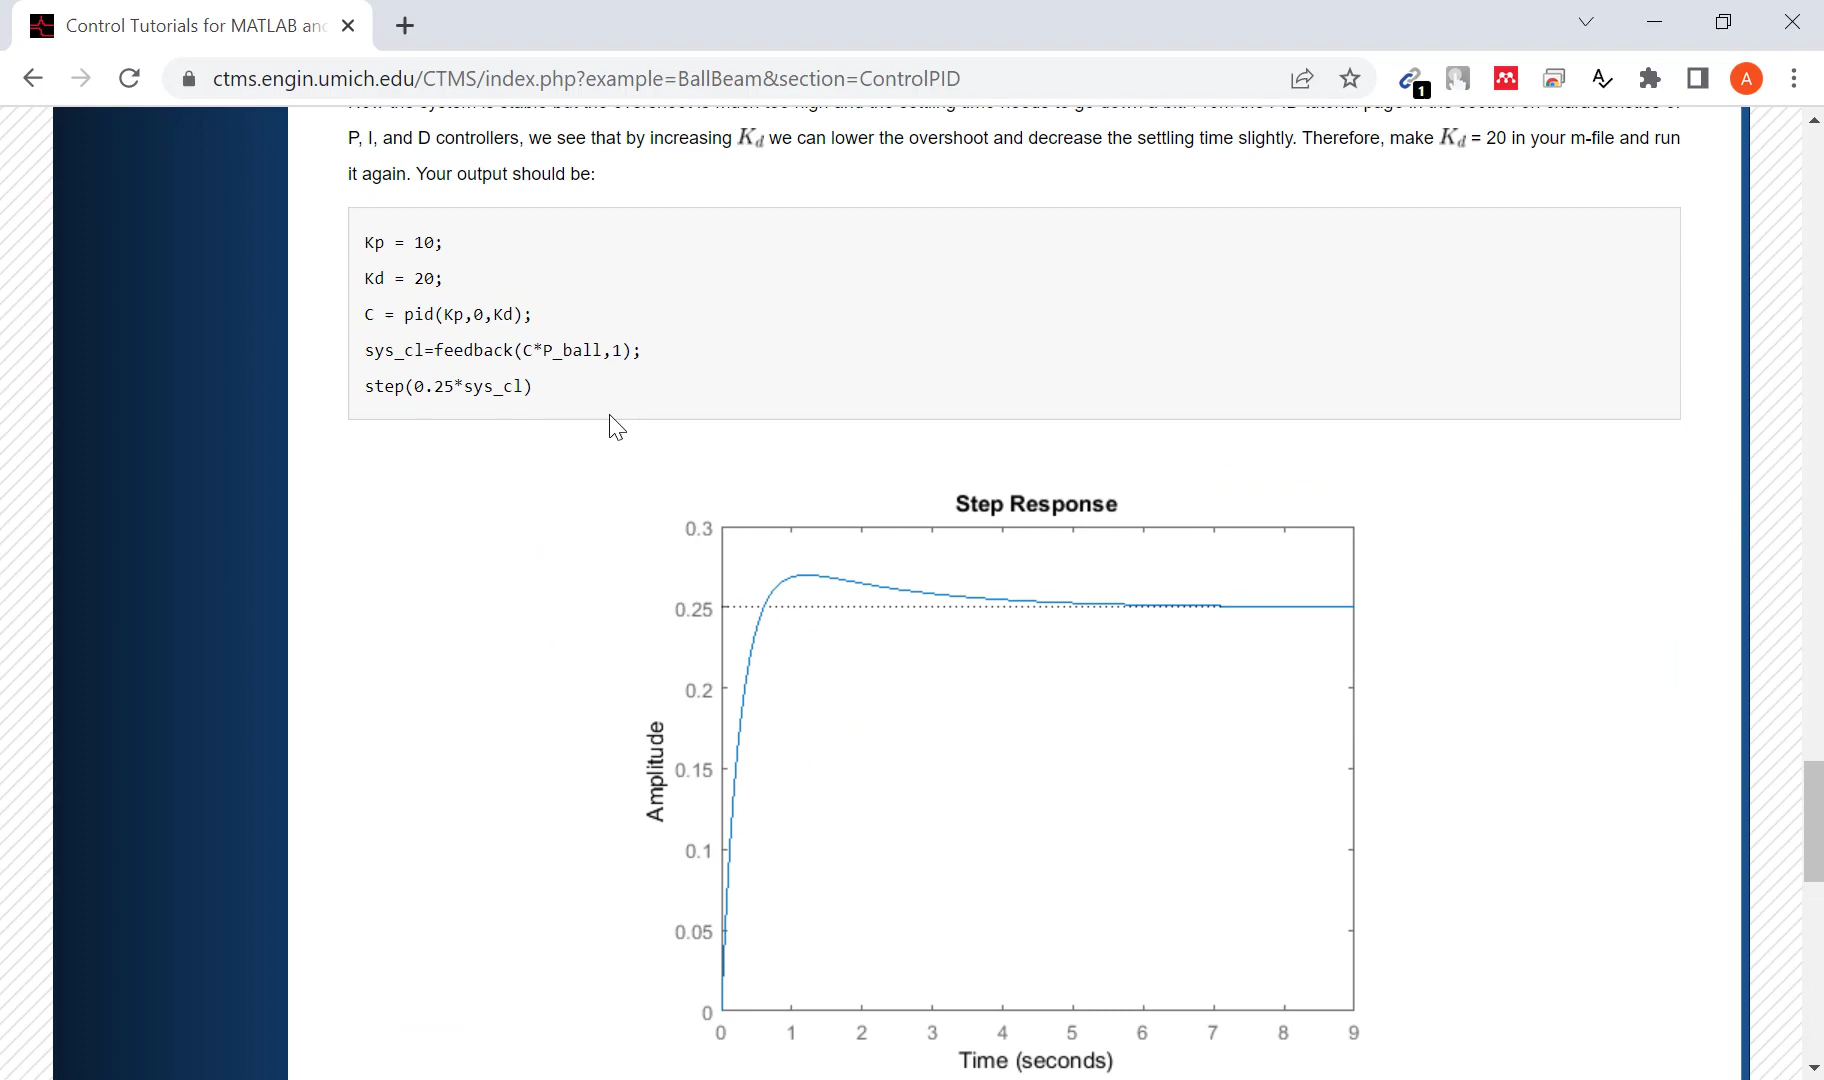 Control Tutorials for MATLAB and
ctms.engin.umich.edu/CTMS/index.php?example=BallBeam&section=ControlPID
1
A
P, I, and D controllers, we see that by increasing K_d we can lower the overshoot and decrease the settling time slightly. Therefore, make K_d = 20 in your m-file and run
it again. Your output should be:
Kp = 10;
Kd = 20;
C = pid(Kp,0,Kd);
sys_cl=feedback(C*P_ball,1);
step(0.25*sys_cl)
Step Response
0.3
0.25
0.2
0.15
0.1
0.05
0
Amplitude
0 1 2 3 4 5 6 7 8 9
Time (seconds)